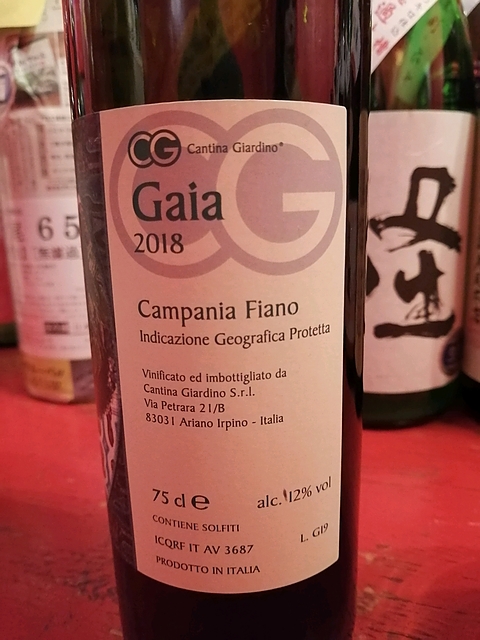 CG Cantina Giardino®
Gaia
2018
Campania Fiano
Indicazione Geografica Protetta
Vinificato ed imbottigliato da
Cantina Giardino S.r.l.
Via Petrara 21/B
83031 Ariano Irpino - Italia
75 cl e alc. 12% vol
CONTIENE SOLFITI
L. G19
ICQRF IT AV 3687
PRODOTTO IN ITALIA
65